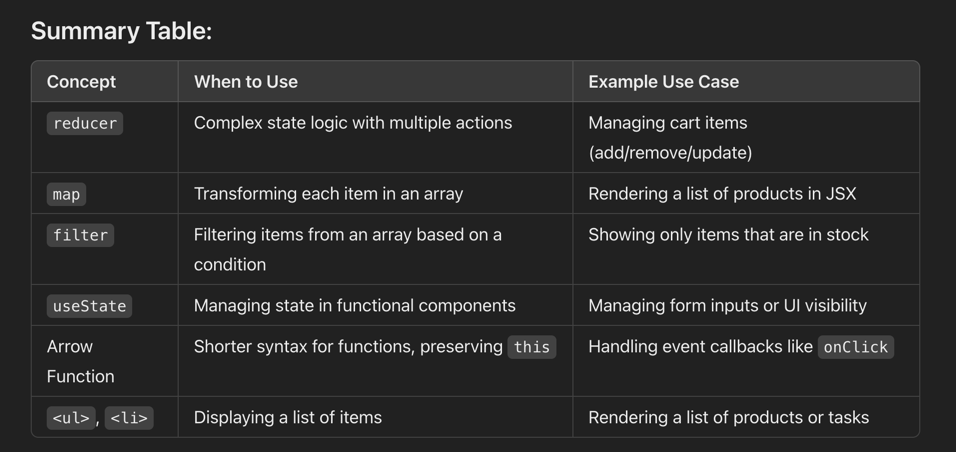 Summary Table:
Concept When to Use Example Use Case
reducer Complex state logic with multiple actions Managing cart items
(add/remove/update)
map Transforming each item in an array Rendering a list of products in JSX
filter Filtering items from an array based on a Showing only items that are in stock
condition
useState Managing state in functional components Managing form inputs or UI visibility
Arrow Shorter syntax for functions, preserving this Handling event callbacks like onClick
Function
<ul>, <li> Displaying a list of items Rendering a list of products or tasks